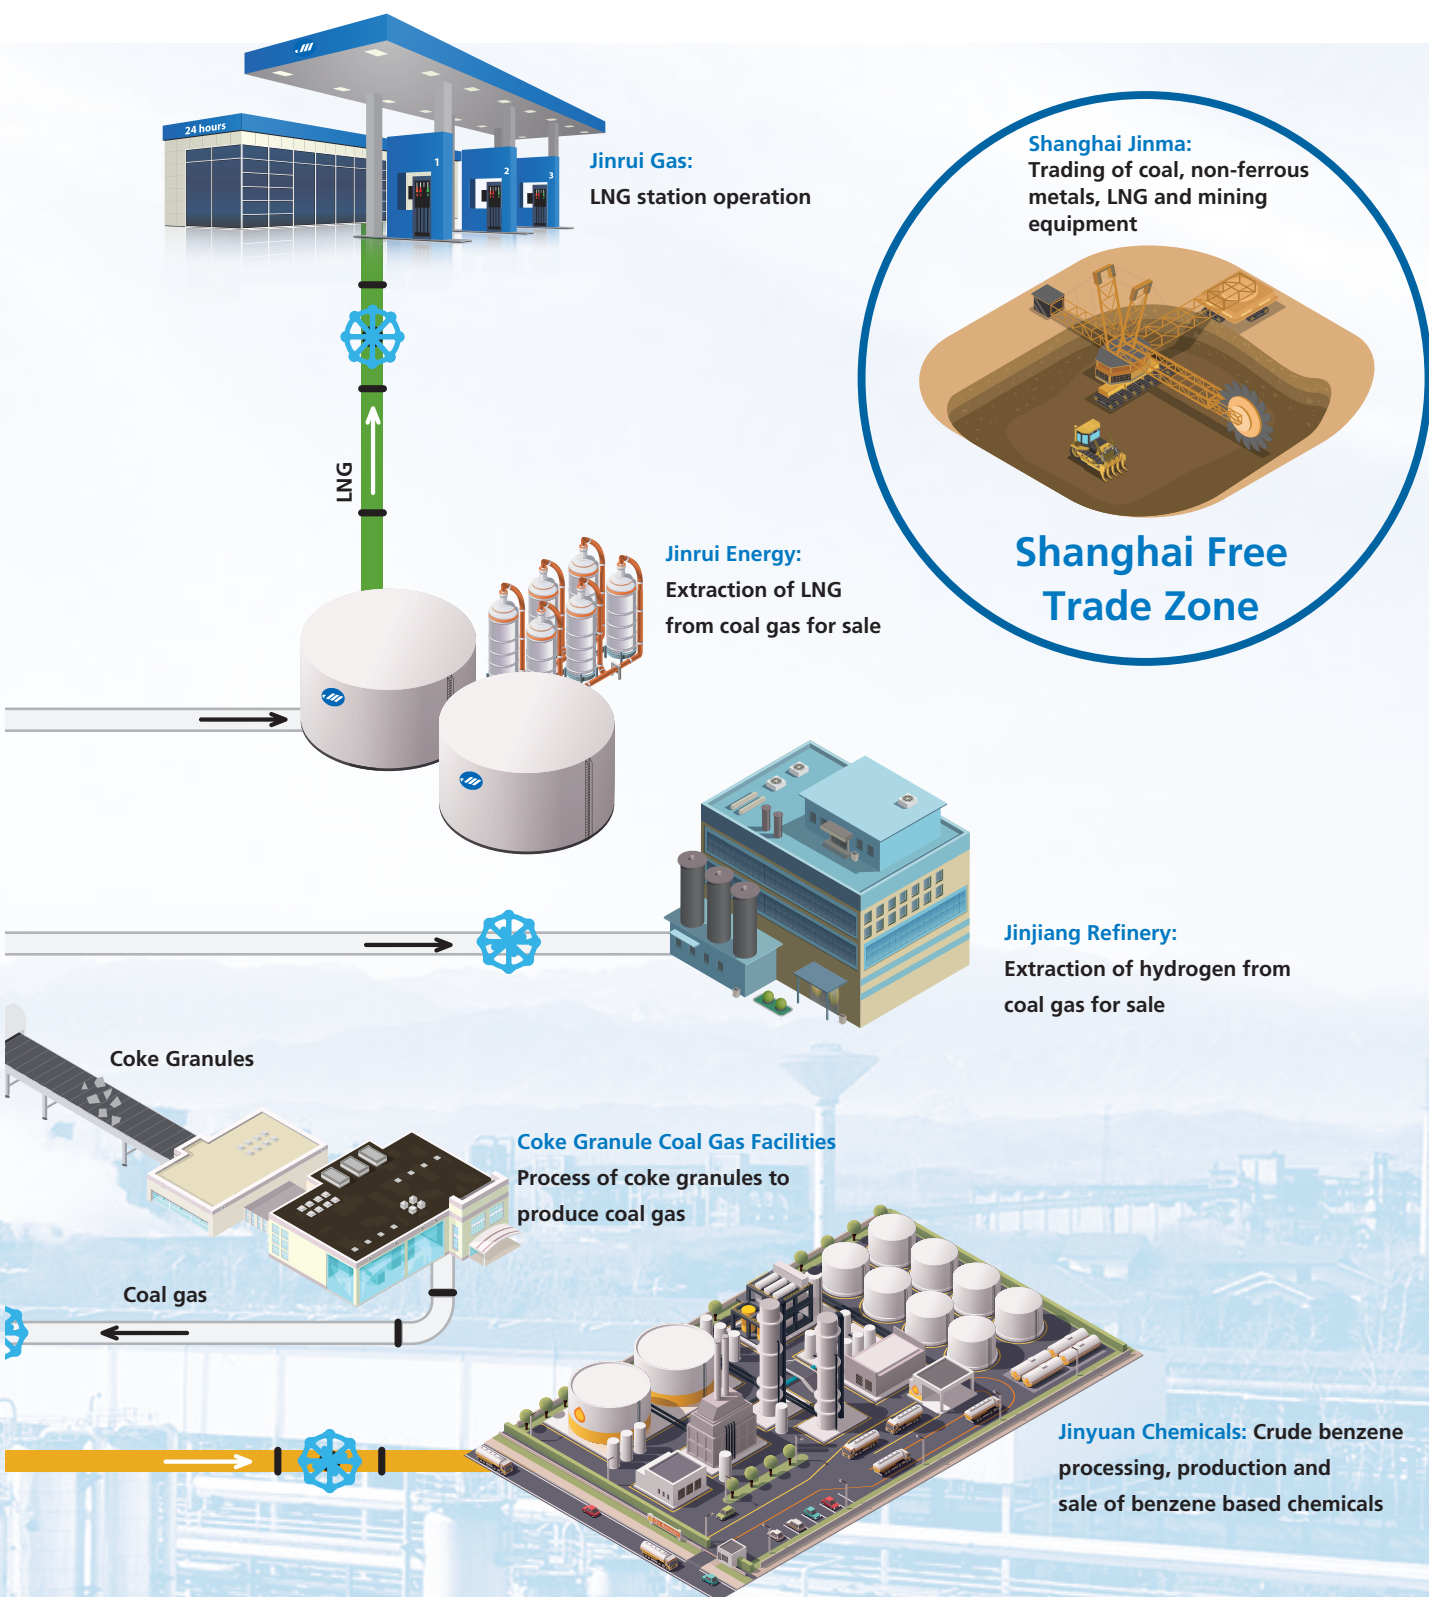 24 hours
1
2
3
Jinrui Gas:
LNG station operation
Shanghai Jinma:
Trading of coal, non-ferrous
metals, LNG and mining
equipment
Shanghai Free
Trade Zone
LNG
Jinrui Energy:
Extraction of LNG
from coal gas for sale
Jinjiang Refinery:
Extraction of hydrogen from
coal gas for sale
Coke Granules
Coke Granule Coal Gas Facilities
Process of coke granules to
produce coal gas
Coal gas
Jinyuan Chemicals: Crude benzene
processing, production and
sale of benzene based chemicals